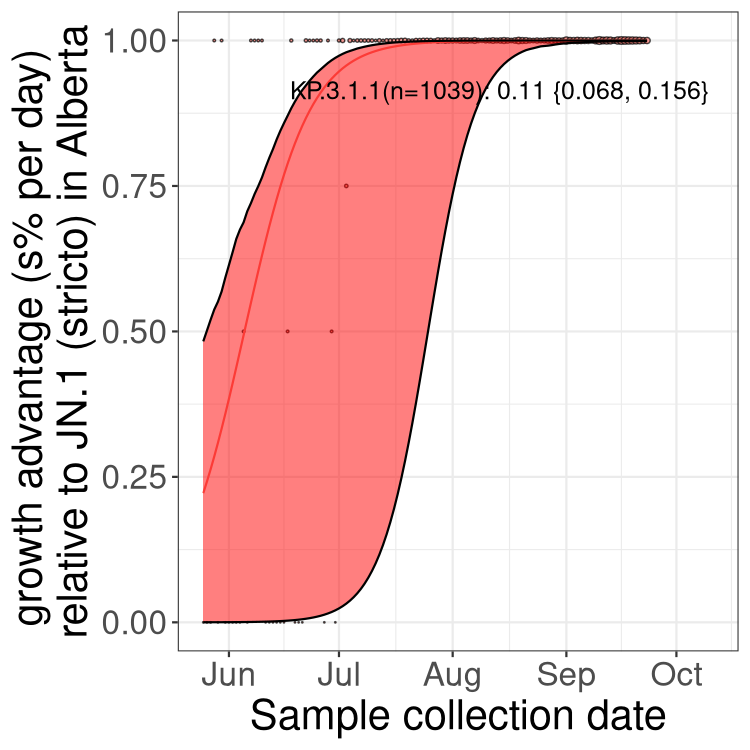 growth advantage (s% per day)
relative to JN.1 (stricto) in Alberta
1.00
0.75
0.50
0.25
0.00
KP.3.1.1(n=1039): 0.11 {0.068, 0.156}
Jun Jul Aug Sep Oct
Sample collection date